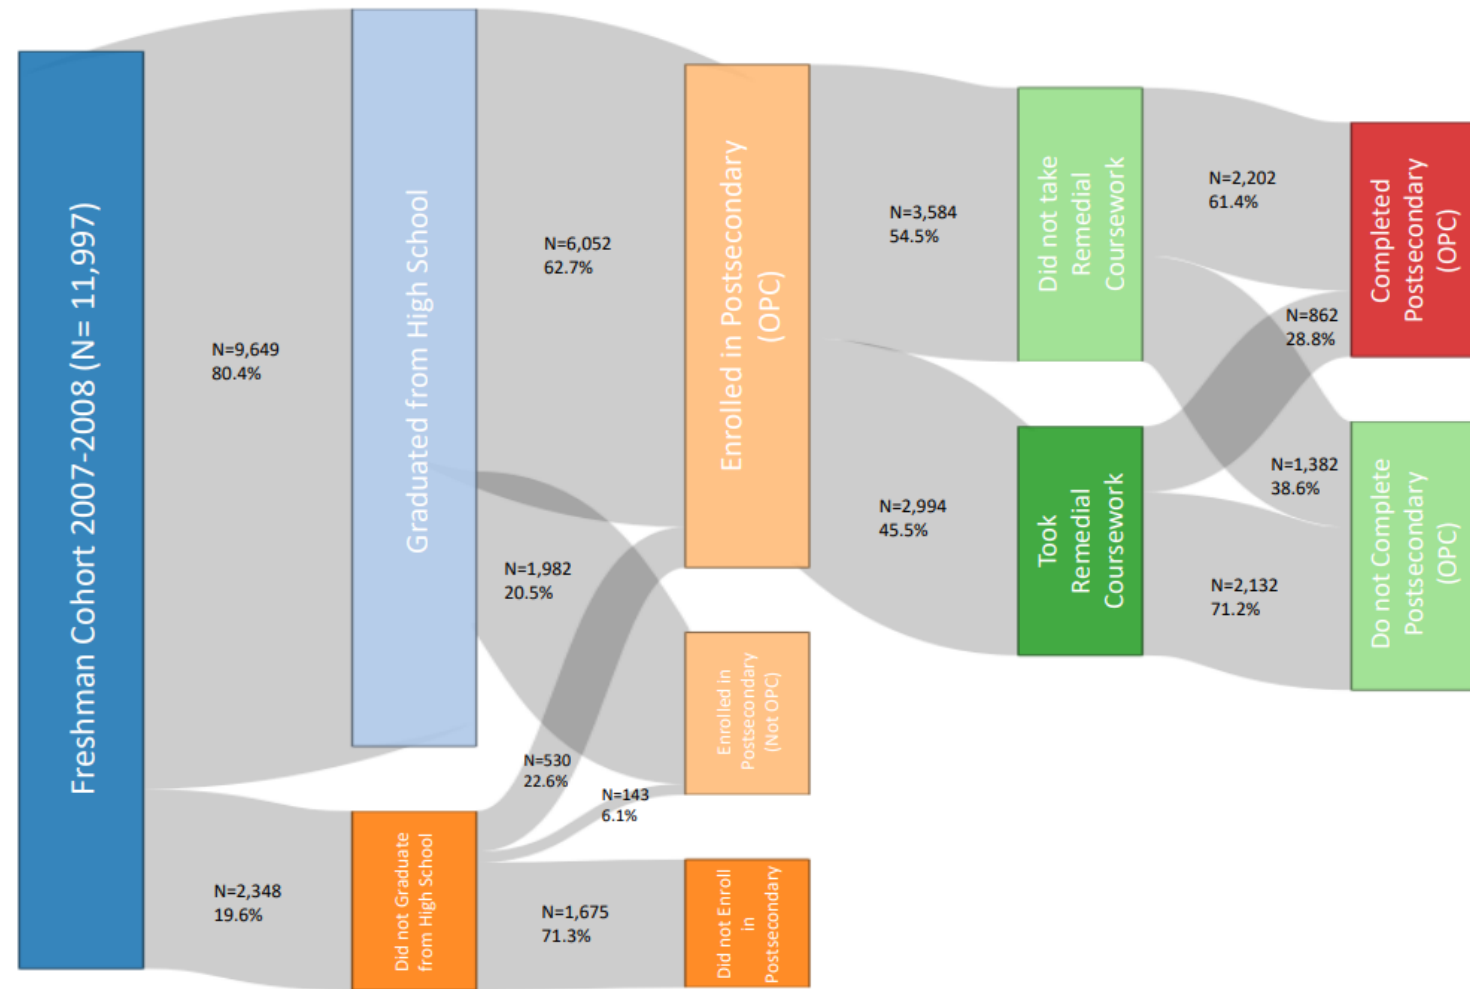 Freshman Cohort 2007-2008 (N= 11,997)
N=9,649
80.4%
N=2,348
19.6%
Graduated from High School
Did not Graduate
from High School
N=6,052
62.7%
N=1,982
20.5%
N=530
22.6%
N=143
6.1%
N=1,675
71.3%
Enrolled in Postsecondary
(OPC)
Enrolled in
Postsecondary
(Not OPC)
Did not Enroll
in
Postsecondary
N=3,584
54.5%
N=2,994
45.5%
Did not take
Remedial
Coursework
Took
Remedial
Coursework
N=2,202
61.4%
N=862
28.8%
N=1,382
38.6%
N=2,132
71.2%
Completed
Postsecondary
(OPC)
Do not Complete
Postsecondary
(OPC)